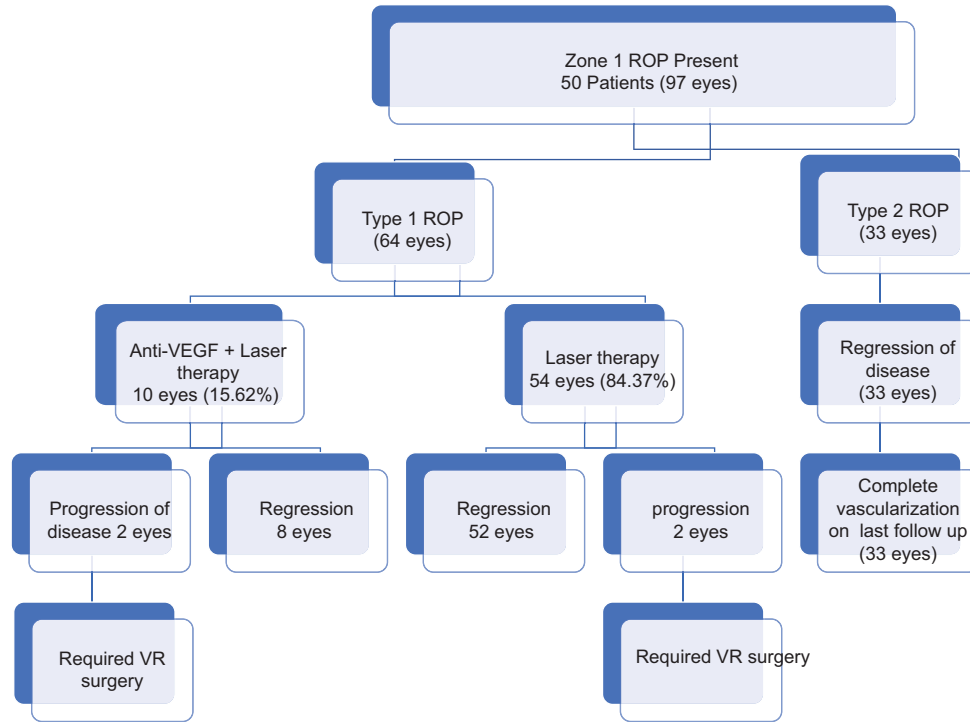 Zone 1 ROP Present
50 Patients (97 eyes)
Type 1 ROP
(64 eyes)
Type 2 ROP
(33 eyes)
Anti-VEGF + Laser
therapy
10 eyes (15.62%)
Laser therapy
54 eyes (84.37%)
Regression of
disease
(33 eyes)
Progression of
disease 2 eyes
Regression
8 eyes
Regression
52 eyes
progression
2 eyes
Complete
vascularization
on last follow up
(33 eyes)
Required VR
surgery
Required VR surgery